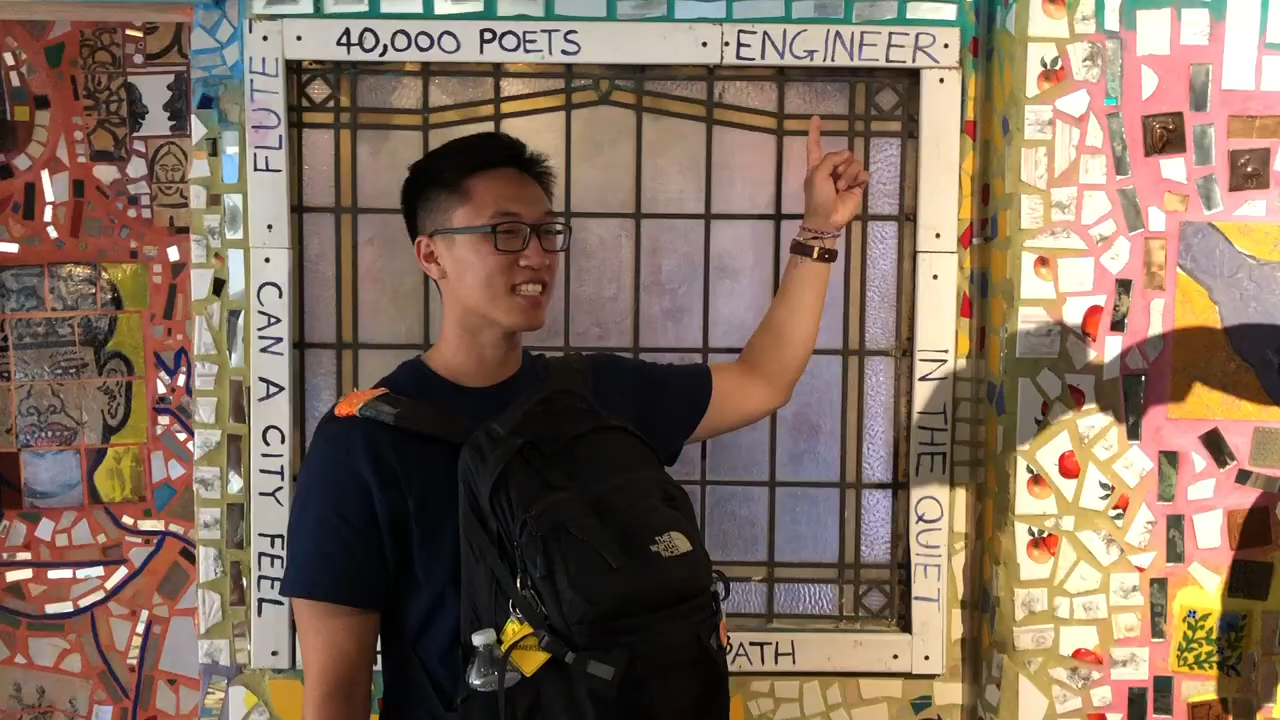 40,000 POETS
ENGINEER
IN THE QUIET
PATH
CAN A CITY FEEL
FLUTE
THE
NORTH
FACE